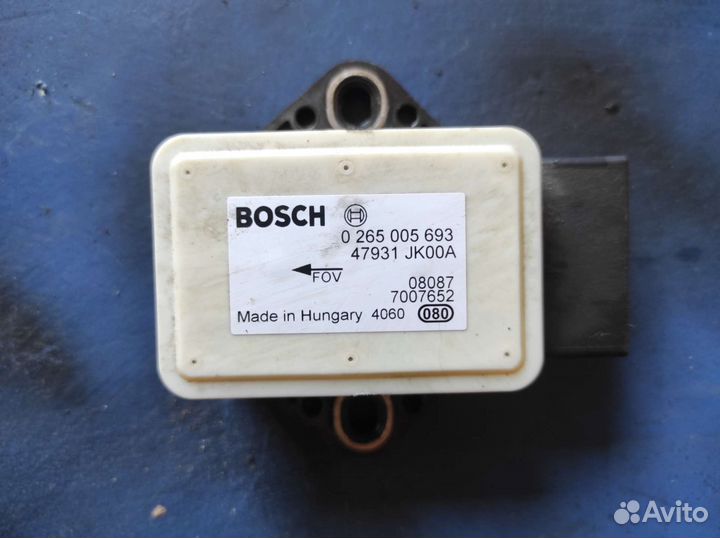 BOSCH
0 265 005 693
47931 JK00A
FOV
08087
7007652
Made in Hungary 4060 080
Avito